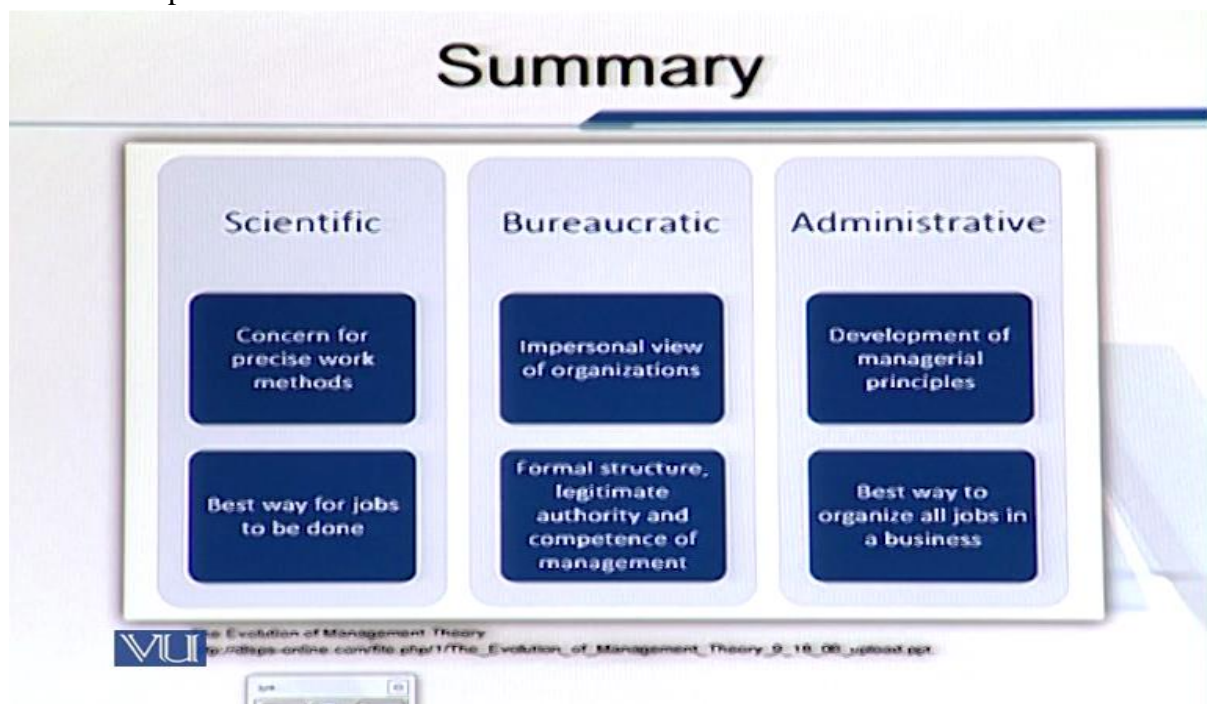 Summary
Scientific
Concern for
precise work
methods
Best way for jobs
to be done
Bureaucratic
Impersonal view
of organizations
Formal structure,
legitimate
authority and
competence of
management
Administrative
Development of
managerial
principles
Best way to
organize all jobs in
a business
VU
The Evolution of Management Theory